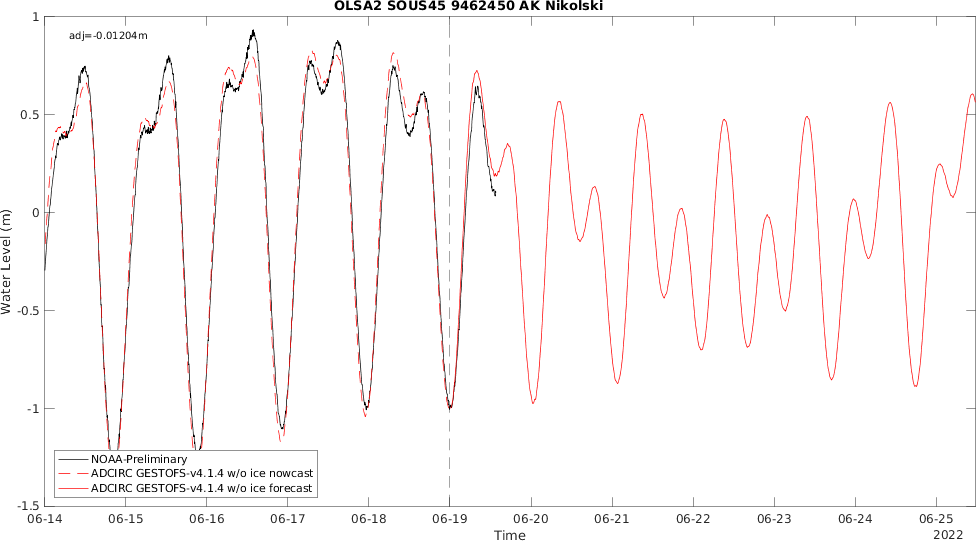 OLSA2 SOUS45 9462450 AK Nikolski
adj=-0.01204m
1
0.5
0
-0.5
-1
-1.5
Water Level (m)
NOAA-Preliminary
ADCIRC GESTOFS-v4.1.4 w/o ice nowcast
ADCIRC GESTOFS-v4.1.4 w/o ice forecast
06-14 06-15 06-16 06-17 06-18 06-19 06-20 06-21 06-22 06-23 06-24 06-25
Time
2022